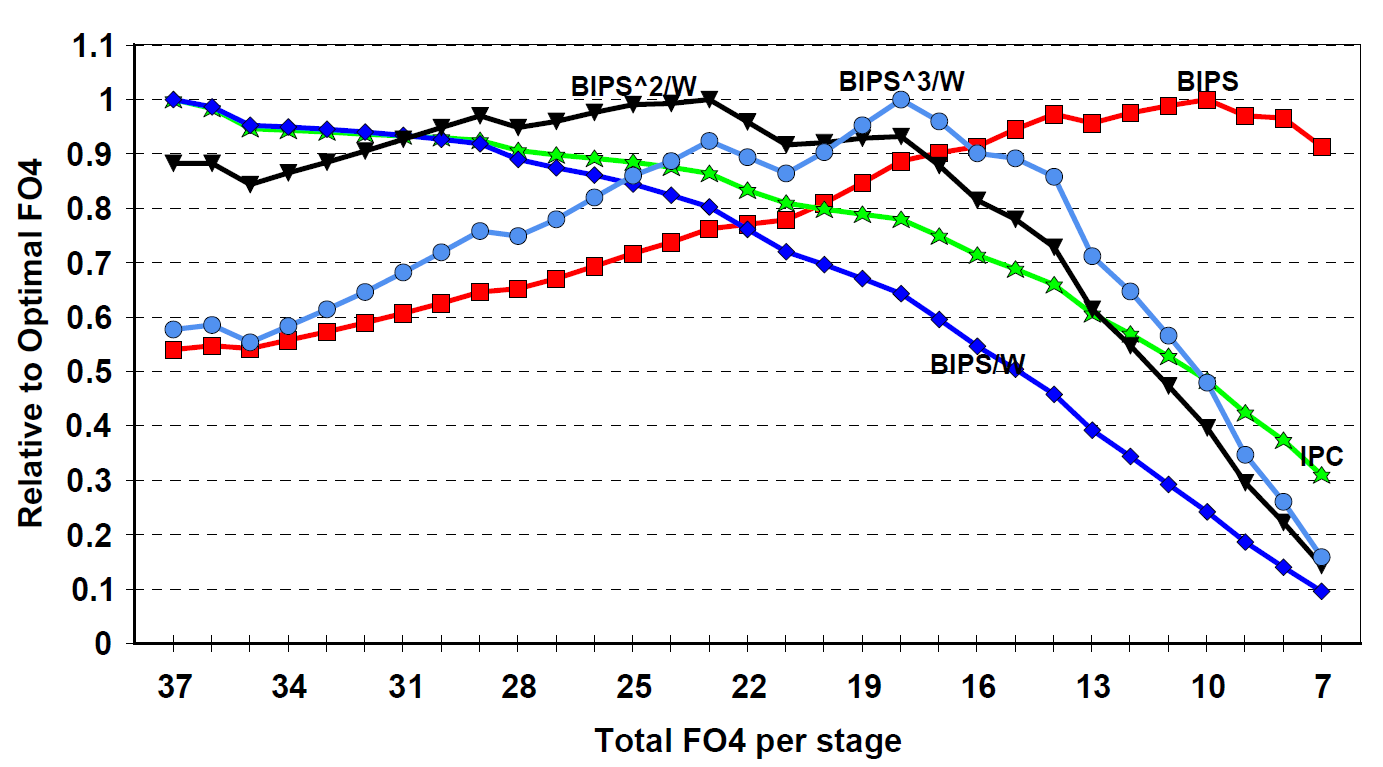 1.1
1
0.9
0.8
0.7
0.6
0.5
0.4
0.3
0.2
0.1
0
Relative to Optimal FO4
BIPS^2/W
BIPS^3/W
BIPS
BIPS/W
IPC
37 34 31 28 25 22 19 16 13 10 7
Total FO4 per stage